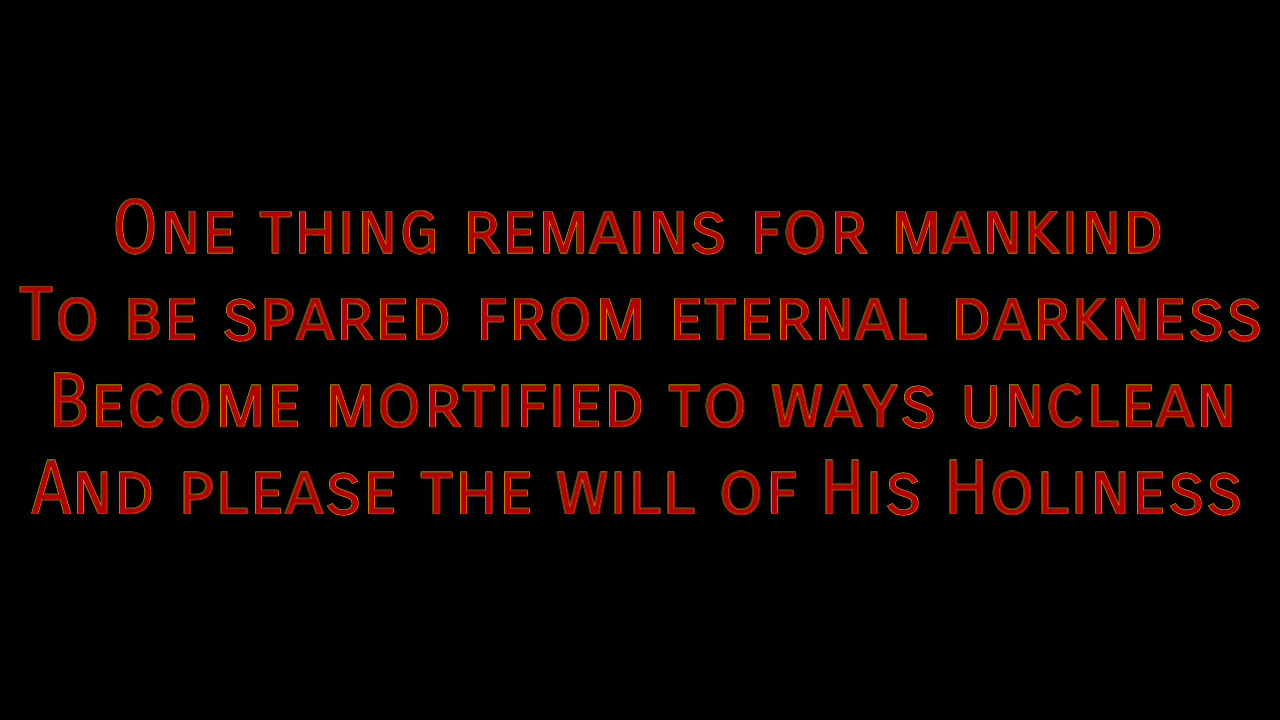 One thing remains for mankind
To be spared from eternal darkness
Become mortified to ways unclean
And please the will of His Holiness